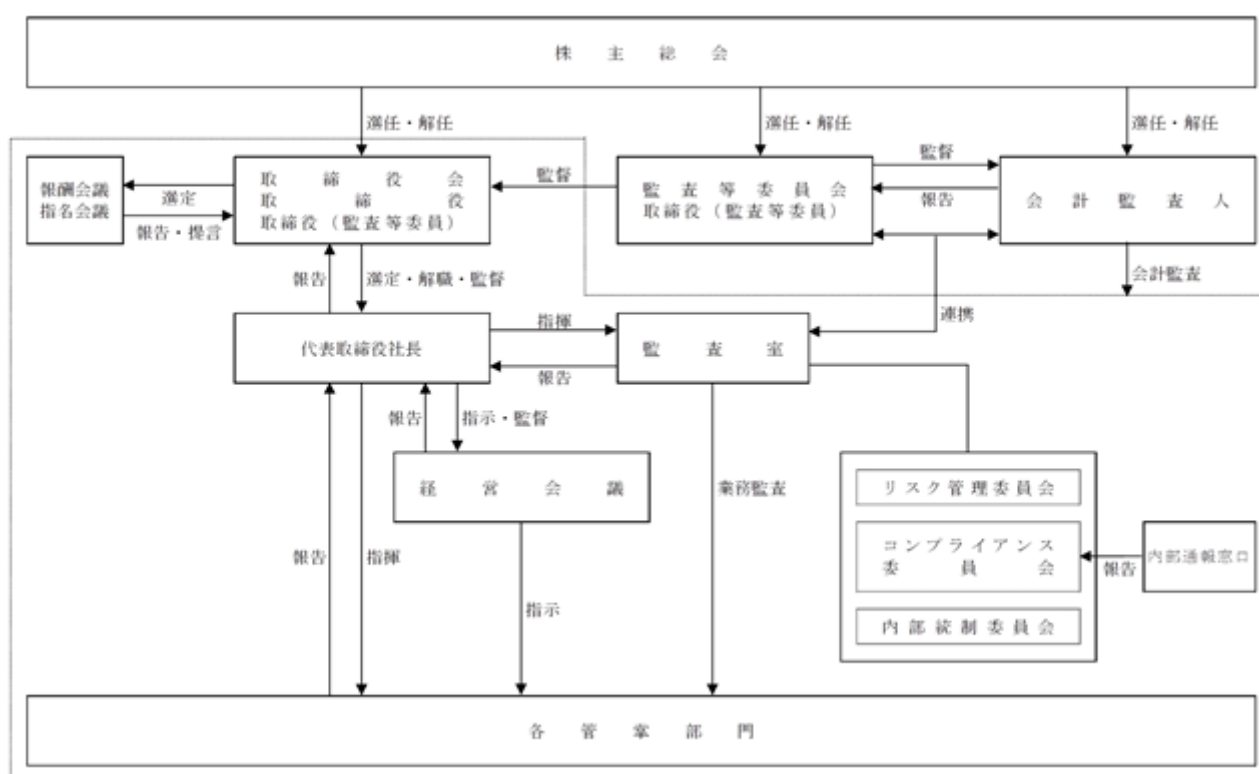 株主総会
選任・解任
選任・解任
選任・解任
報酬会議
指名会議
選定
報告・提言
取締役会
取締役
取締役(監査等委員)
監督
監査等委員会
取締役(監査等委員)
監督
報告
会計監査人
報告
選定・解職・監督
会計監査
連携
代表取締役社長
指揮
報告
監査室
報告
指示・監督
経営会議
業務監査
リスク管理委員会
コンプライアンス
委員会
内部統制委員会
報告
内部通報窓口
報告
指揮
指示
各管掌部門